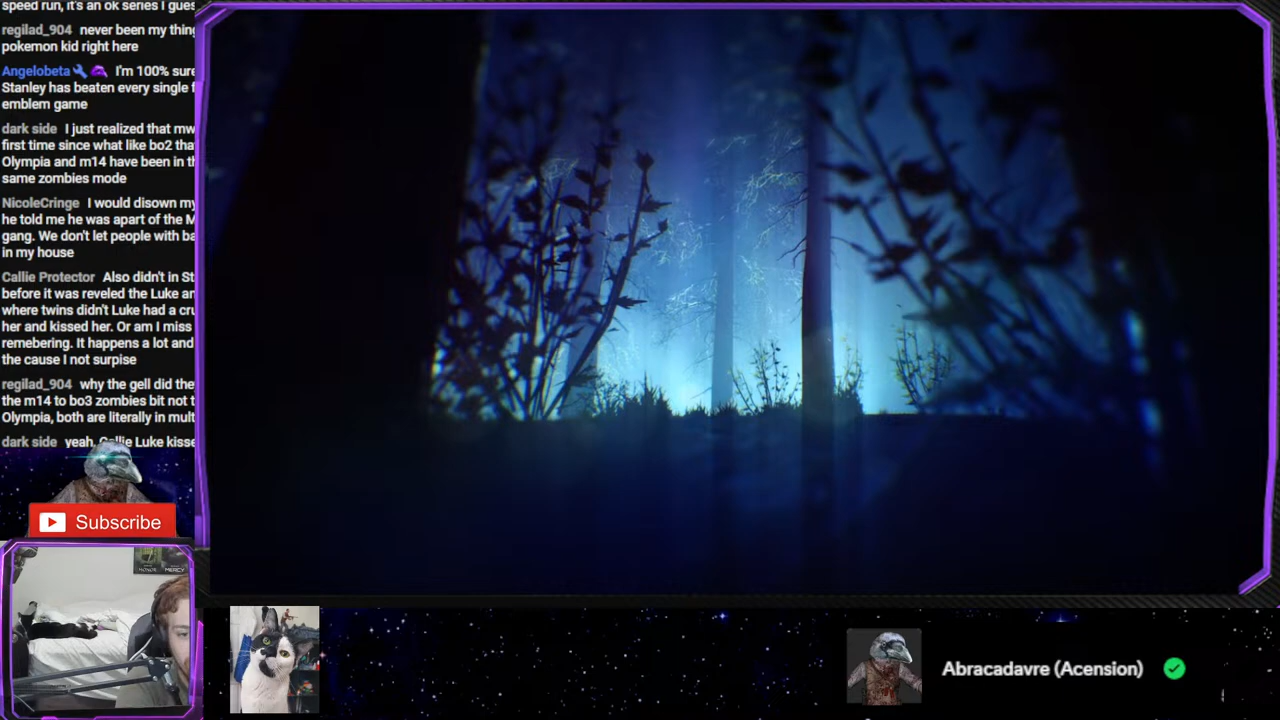 speed run, it's an ok series I gues
regilad_904 never been my thing
pokemon kid right here
Angelobeta I'm 100% sure
Stanley has beaten every single f
emblem game
dark side I just realized that mw
first time since what like bo2 tha
Olympia and m14 have been in th
same zombies mode
NicoleCringe I would disown my
he told me he was apart of the M
gang. We don't let people with ba
in my house
Callie Protector Also didn't in St
before it was reveled the Luke an
where twins didn't Luke had a cru
her and kissed her. Or am I miss
remebering. It happens a lot and
the cause I not surpise
regilad_904 why the gell did the
the m14 to bo3 zombies bit not t
Olympia, both are literally in mult
dark side yeah, Callie Luke kisse
Subscribe
HONOR MERCY
Abracadavre (Acension)